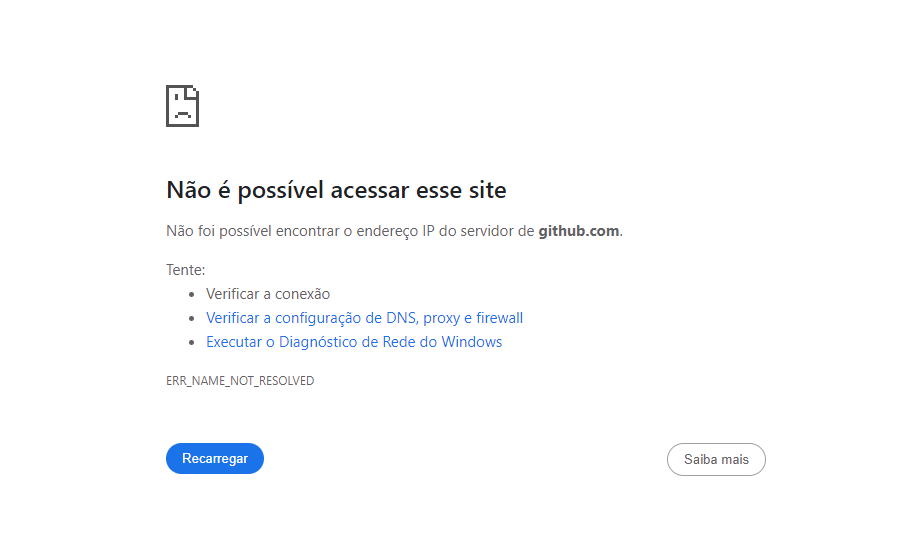 Não é possível acessar esse site
Não foi possível encontrar o endereço IP do servidor de github.com.
Tente:
• Verificar a conexão
• Verificar a configuração de DNS, proxy e firewall
• Executar o Diagnóstico de Rede do Windows
ERR_NAME_NOT_RESOLVED
Recarregar
Saiba mais